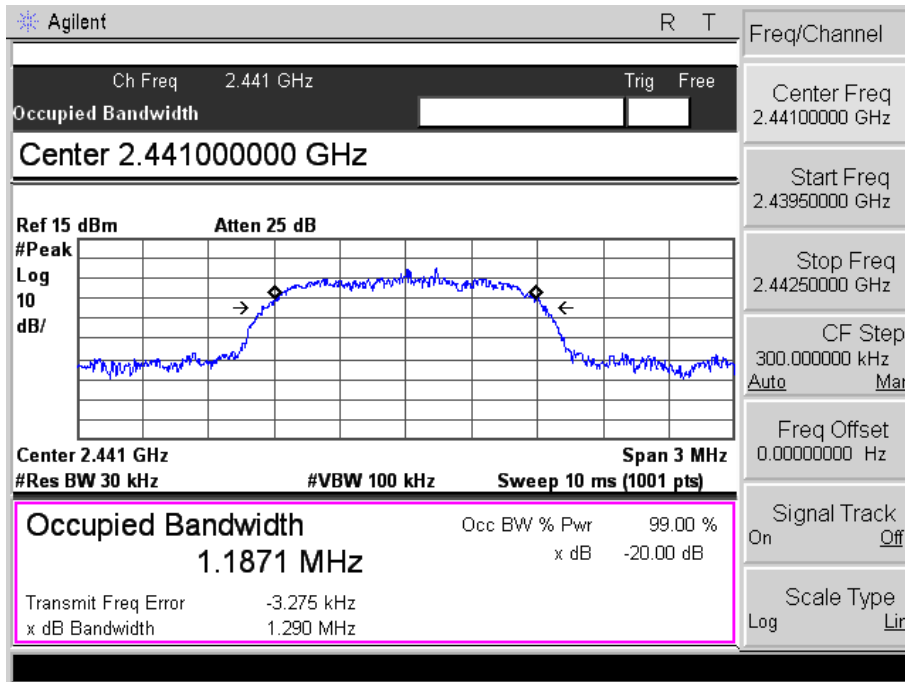 Agilent R T
Ch Freq 2.441 GHz Trig Free
Occupied Bandwidth
Center 2.441000000 GHz
Ref 15 dBm Atten 25 dB
#Peak
Log
10
dB/
Center 2.441 GHz Span 3 MHz
#Res BW 30 kHz #VBW 100 kHz Sweep 10 ms (1001 pts)
Occupied Bandwidth
1.1871 MHz
Occ BW % Pwr 99.00 %
x dB -20.00 dB
Transmit Freq Error -3.275 kHz
x dB Bandwidth 1.290 MHz
Freq/Channel
Center Freq
2.44100000 GHz
Start Freq
2.43950000 GHz
Stop Freq
2.44250000 GHz
CF Step
300.000000 kHz
Auto Mar
Freq Offset
0.00000000 Hz
Signal Track
On Off
Scale Type
Log Lin